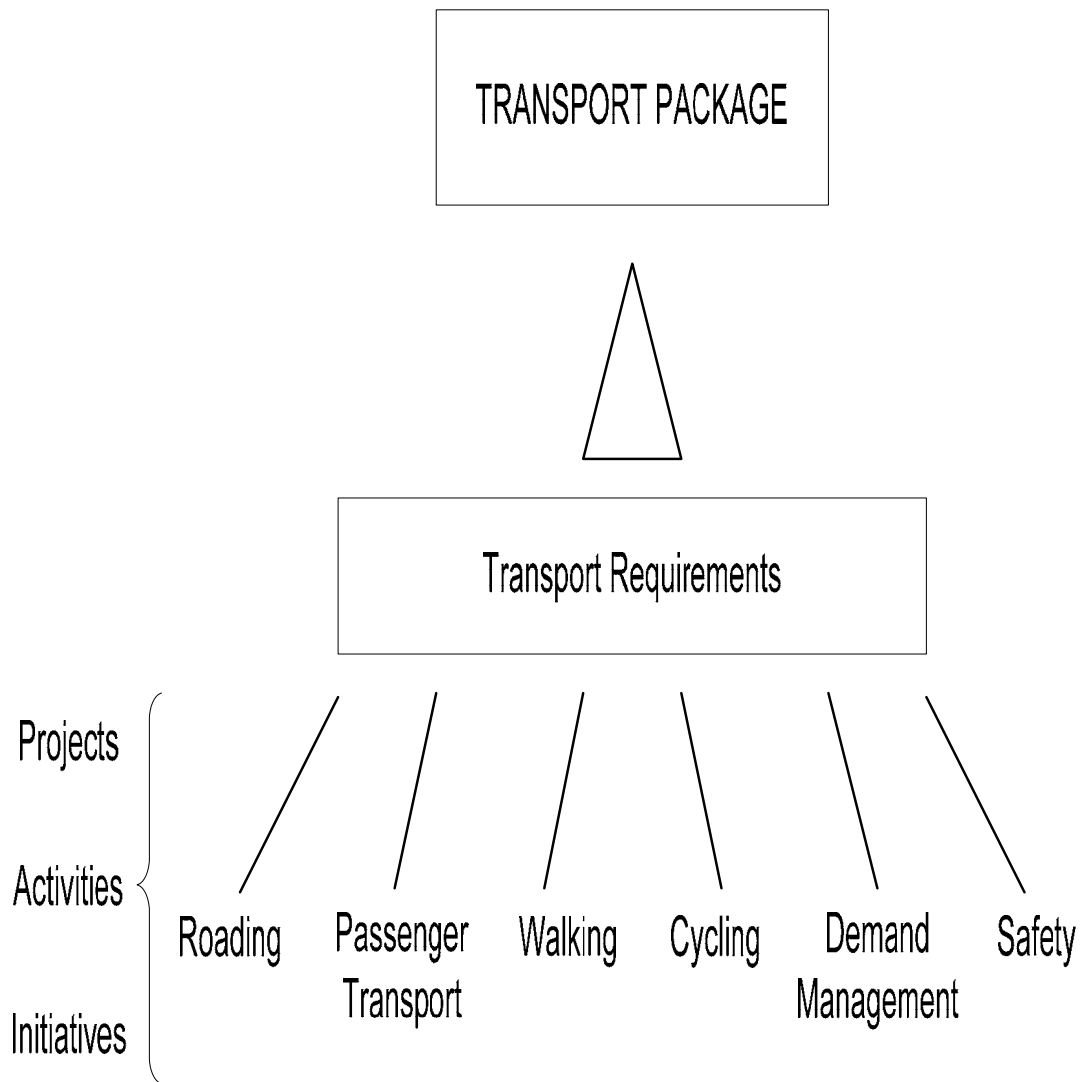 TRANSPORT PACKAGE
Transport Requirements
Projects
Activities
Initiatives
Roading
Passenger
Transport
Walking
Cycling
Demand
Management
Safety